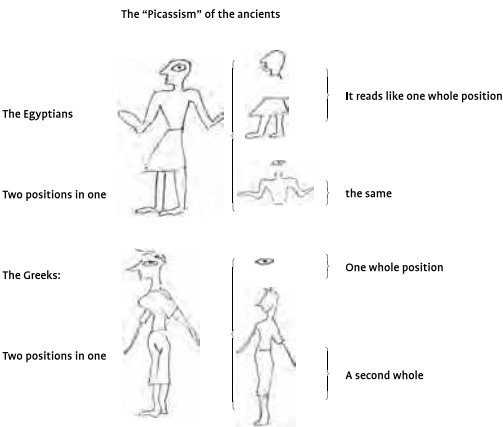 The “Picassism” of the ancients
It reads like one whole position
The Egyptians
Two positions in one
the same
One whole position
The Greeks:
Two positions in one
A second whole